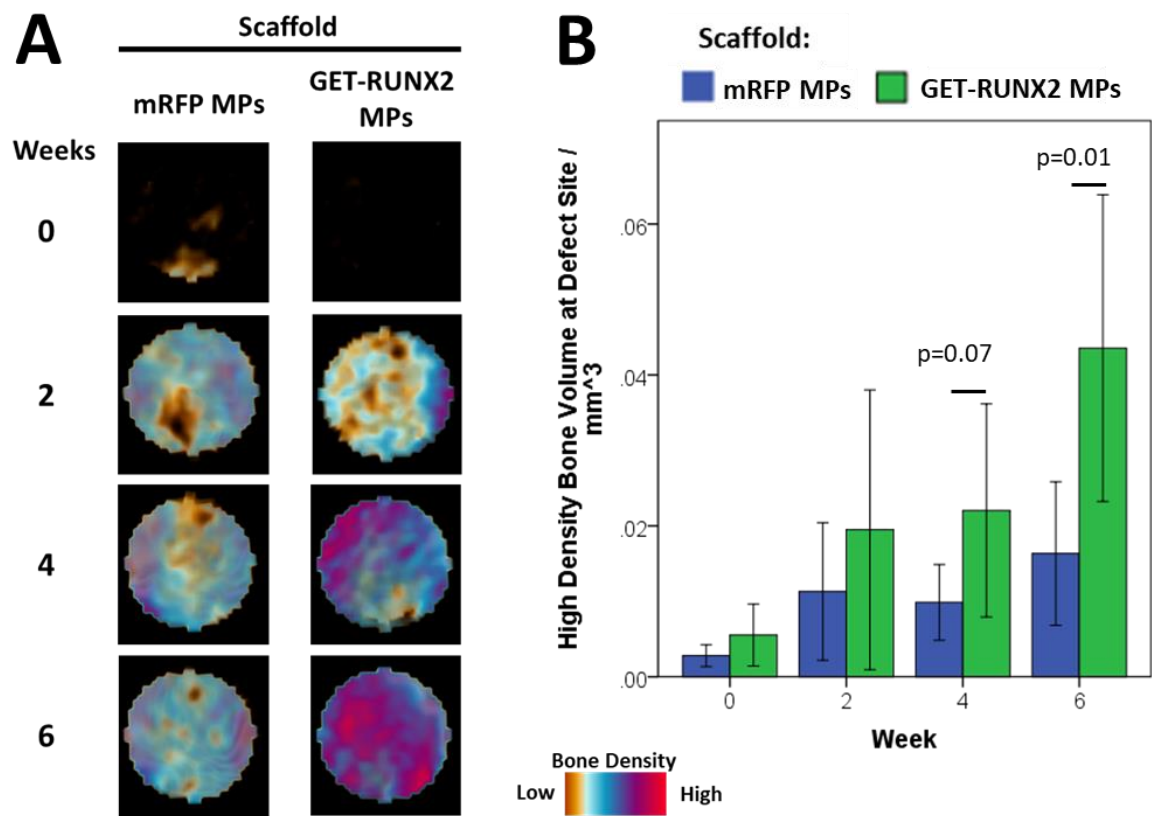 A
Scaffold
mRFP MPs
GET-RUNX2
MPs
Weeks
0
2
4
6
B
Scaffold:
mRFP MPs
GET-RUNX2 MPs
High Density Bone Volume at Defect Site /
mm^3
.06
.04
.02
.00
p=0.07
p=0.01
0
2
4
6
Week
Bone Density
Low
High